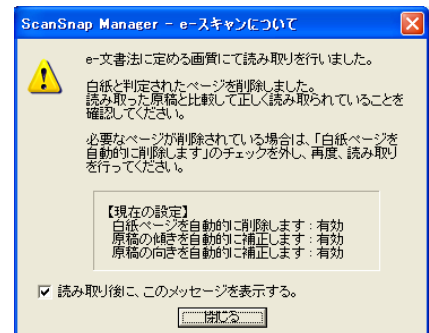 ScanSnap Manager - e-スキャンについて
e-文書法に定める画質にて読み取りを行いました。
白紙と判定されたページを削除しました。
読み取った原稿と比較して正しく読み取られていることを
確認してください。
必要なページが削除されている場合は、「白紙ページを
自動的に削除します」のチェックを外し、再度、読み取り
を行ってください。
【現在の設定】
白紙ページを自動的に削除します：有効
原稿の傾きを自動的に補正します：有効
原稿の向きを自動的に補正します：有効
読み取り後に、このメッセージを表示する。
閉じる